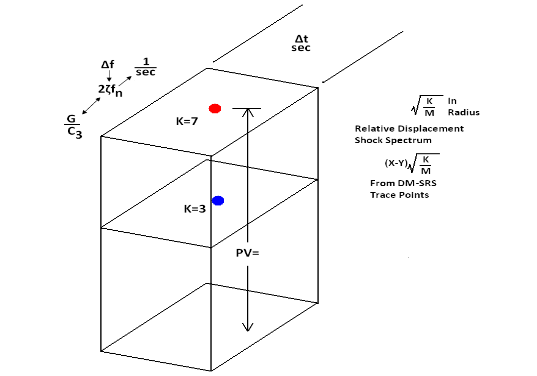 Δt
sec
Δf
1
sec
2ζfn
G
C3
K=7
K=3
PV=
√K/M In
Radius
Relative Displacement
Shock Spectrum
(X-Y)√K/M
From DM-SRS
Trace Points